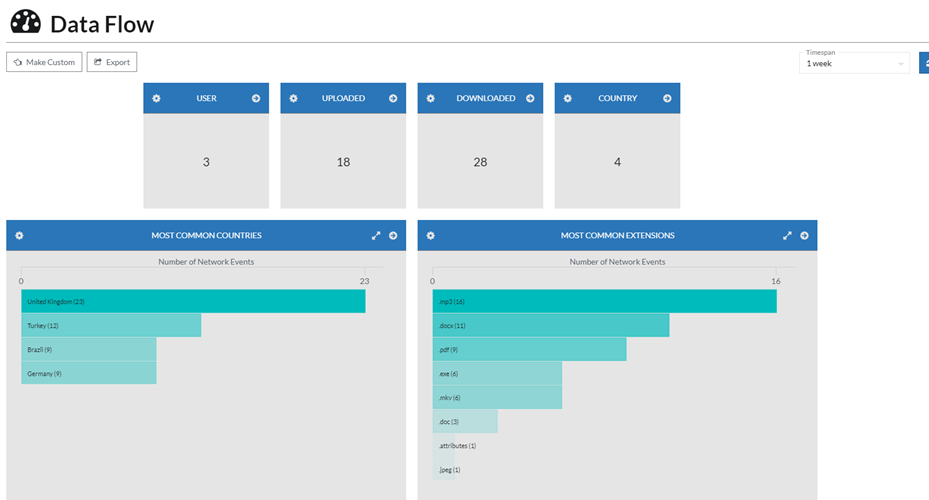 Data Flow
Make Custom
Export
Timespan
1 week
USER
UPLOADED
DOWNLOADED
COUNTRY
3
18
28
4
MOST COMMON COUNTRIES
Number of Network Events
0 23
United Kingdom (23)
Turkey (12)
Brazil (9)
Germany (9)
MOST COMMON EXTENSIONS
Number of Network Events
0 16
.mp3 (16)
.docx (11)
.pdf (9)
.exe (6)
.mkv (6)
.doc (3)
.attributes (1)
.jpeg (1)